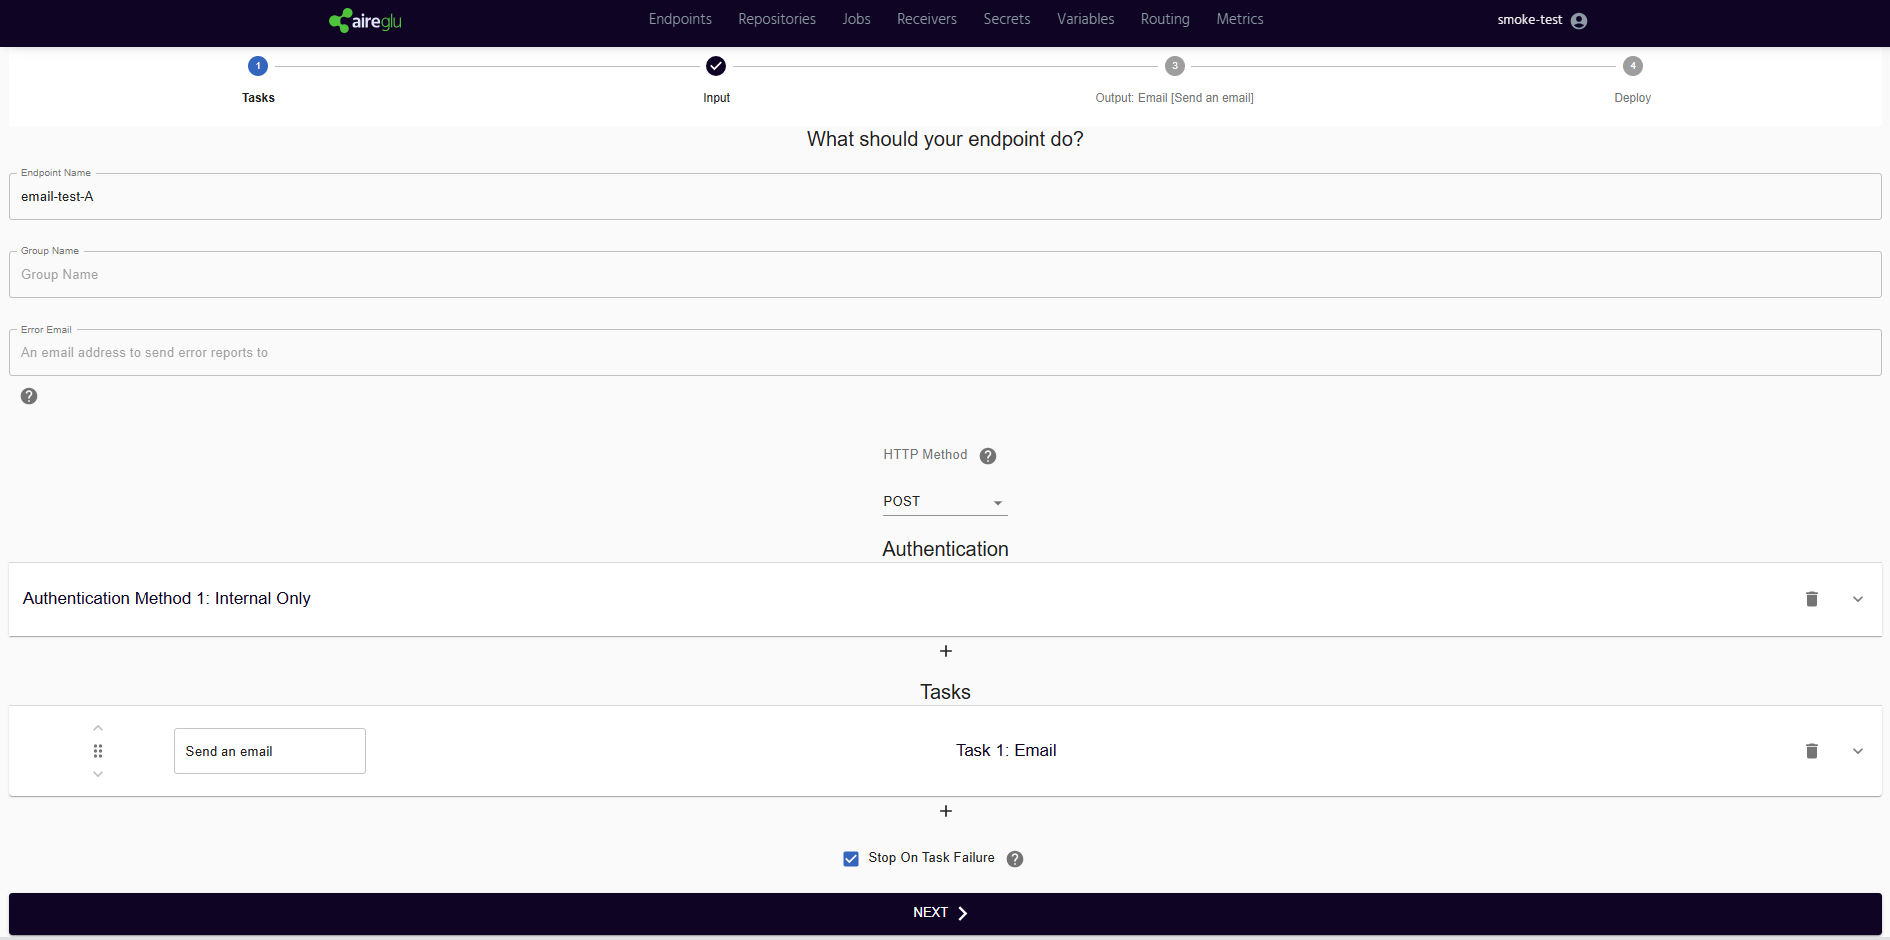 aireglu
Endpoints Repositories Jobs Receivers Secrets Variables Routing Metrics
smoke-test
1
3
4
Tasks
Input
Output: Email [Send an email]
Deploy
What should your endpoint do?
Endpoint Name
email-test-A
Group Name
Group Name
Error Email
An email address to send error reports to
?
HTTP Method ?
POST
Authentication
Authentication Method 1: Internal Only
+
Tasks
Send an email
Task 1: Email
+
Stop On Task Failure ?
NEXT